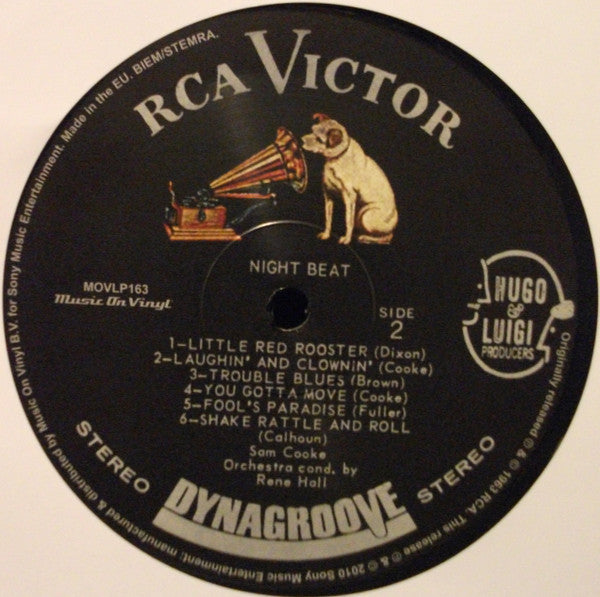 RCA VICTOR
NIGHT BEAT
MOVLP163
Music On Vinyl
SIDE
2
HUGO
&
LUIGI
PRODUCERS
1–LITTLE RED ROOSTER (Dixon)
2–LAUGHIN' AND CLOWNIN' (Cooke)
3–TROUBLE BLUES (Brown)
4–YOU GOTTA MOVE (Cooke)
5–FOOL'S PARADISE (Fuller)
6–SHAKE RATTLE AND ROLL
(Calhoun)
Sam Cooke
Orchestra cond. by
Rene Hall
STEREO
DYNAGROOVE
STEREO
Originally released ℗ & © 1963 RCA. This release ℗ & © 2010 Sony Music Entertainment; manufactured & distributed by Music On Vinyl B.V. for Sony Music Entertainment. Made in the EU. BIEM/STEMRA.